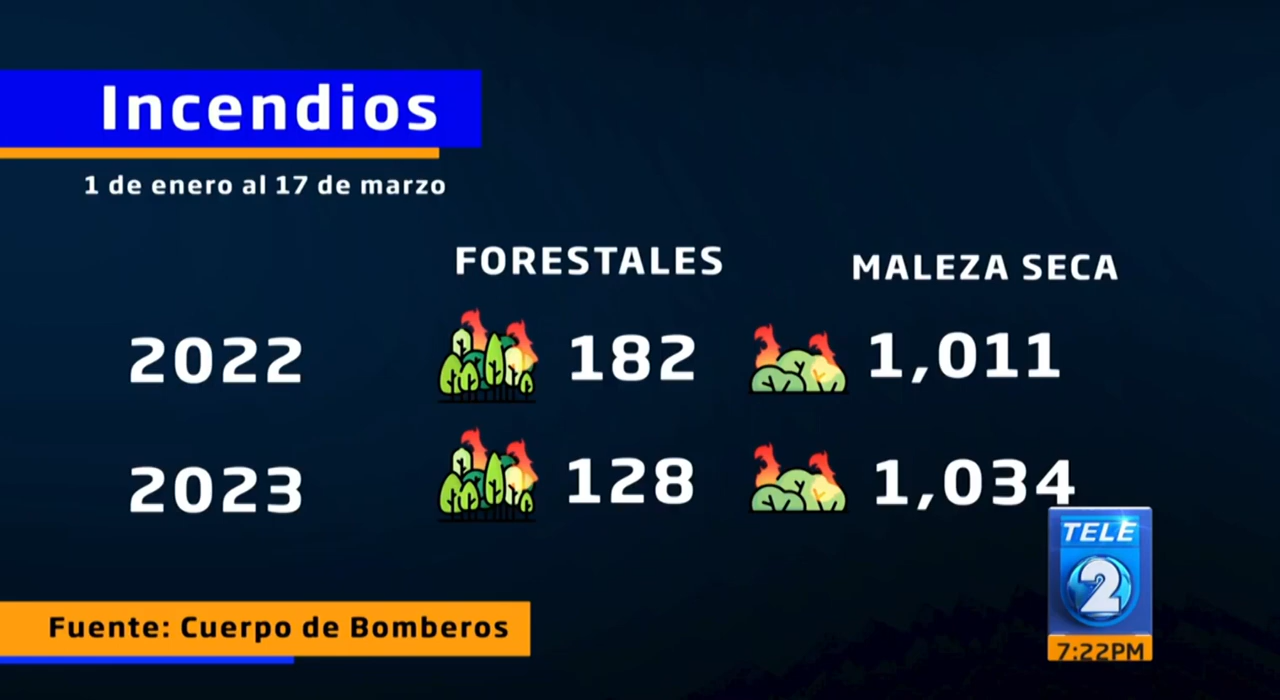 Incendios
1 de enero al 17 de marzo
FORESTALES MALEZA SECA
2022 182 1,011
2023 128 1,034
TELE
2
Fuente: Cuerpo de Bomberos
7:22PM